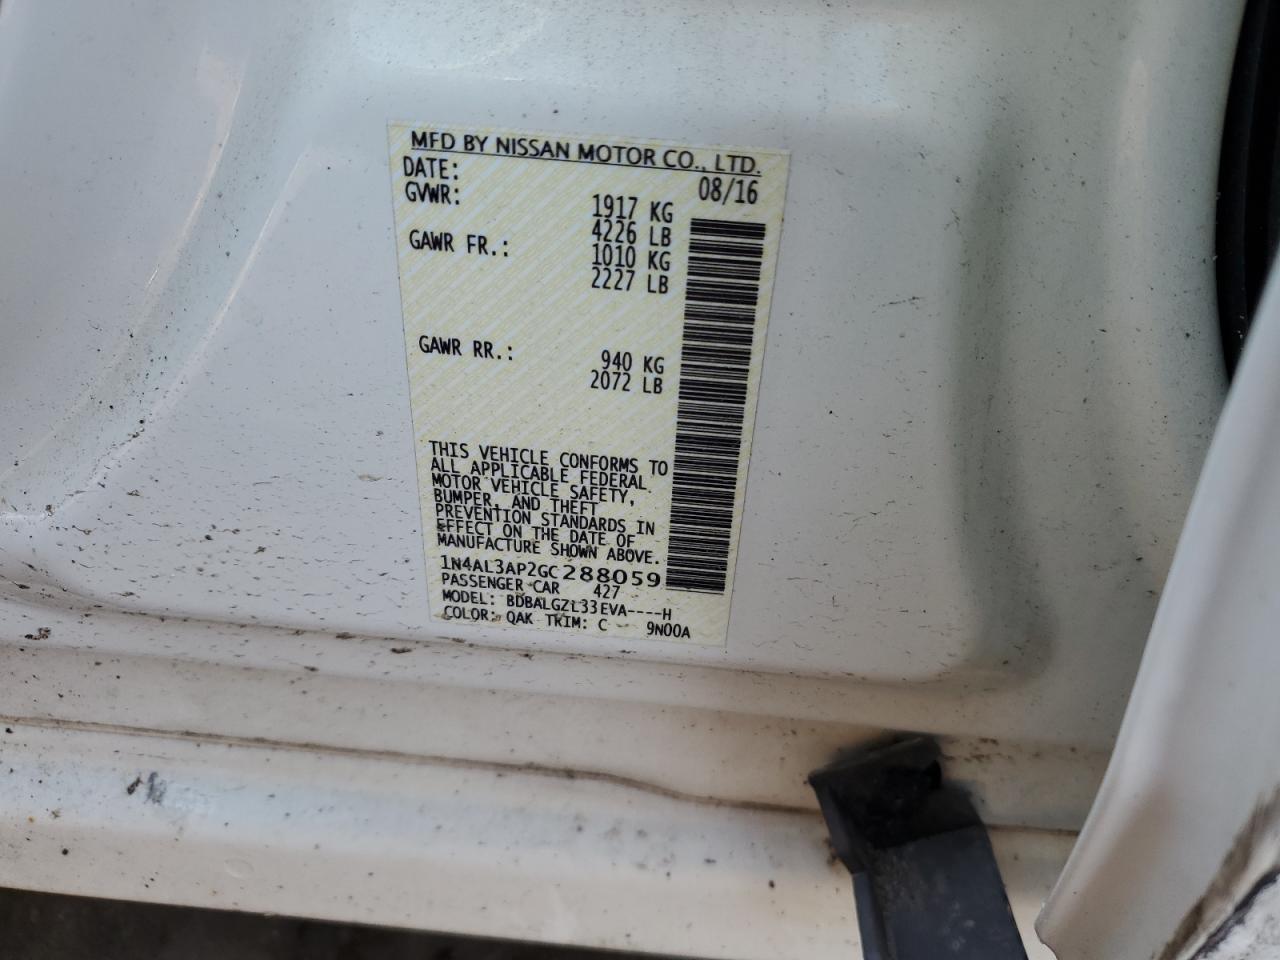 MFD BY NISSAN MOTOR CO., LTD.
DATE: 08/16
GVWR: 1917 KG
4226 LB
GAWR FR.: 1010 KG
2227 LB
GAWR RR.: 940 KG
2072 LB
THIS VEHICLE CONFORMS TO
ALL APPLICABLE FEDERAL
MOTOR VEHICLE SAFETY,
BUMPER, AND THEFT
PREVENTION STANDARDS IN
EFFECT ON THE DATE OF
MANUFACTURE SHOWN ABOVE.
1N4AL3AP2GC288059
PASSENGER CAR 427
MODEL: BDBALGZL33EVA----H
COLOR: QAK TRIM: C 9N00A